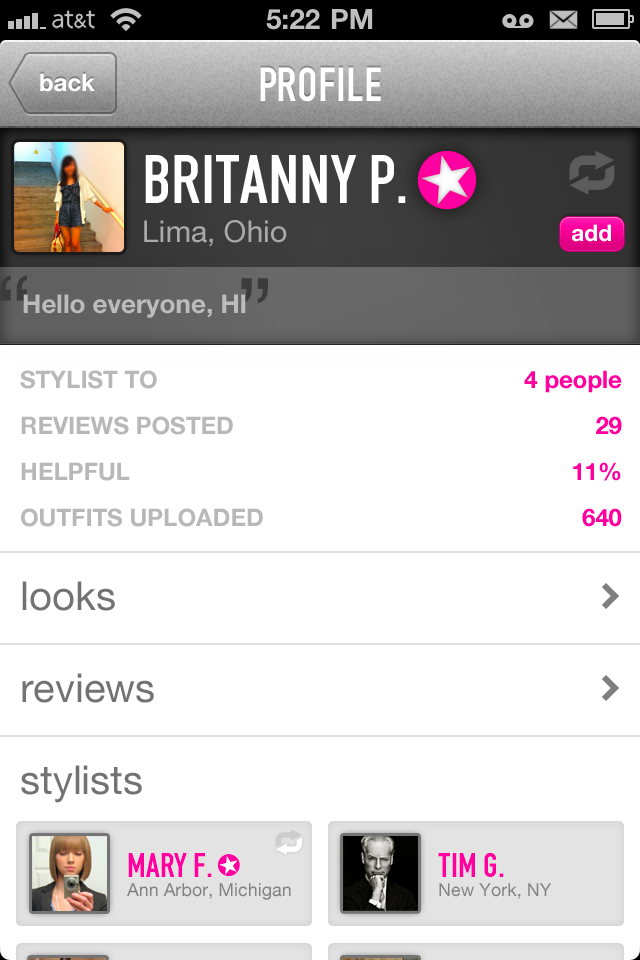 at&t 5:22 PM
back
PROFILE
BRITANNY P.
Lima, Ohio
add
“Hello everyone, HI”
STYLIST TO 4 people
REVIEWS POSTED 29
HELPFUL 11%
OUTFITS UPLOADED 640
looks
reviews
stylists
MARY F.
Ann Arbor, Michigan
TIM G.
New York, NY